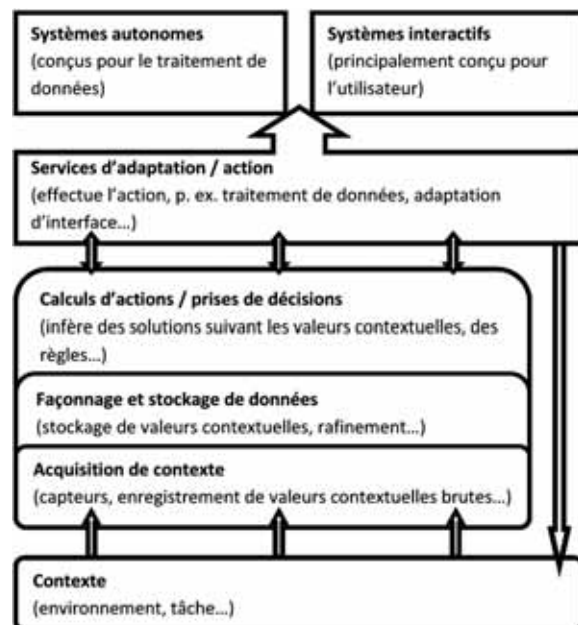 Systèmes autonomes
(conçus pour le traitement de
données)
Systèmes interactifs
(principalement conçu pour
l'utilisateur)
Services d'adaptation / action
(effectue l'action, p. ex. traitement de données, adaptation
d'interface...)
Calculs d'actions / prises de décisions
(infère des solutions suivant les valeurs contextuelles, des
règles...)
Façonnage et stockage de données
(stockage de valeurs contextuelles, rafinement...)
Acquisition de contexte
(capteurs, enregistrement de valeurs contextuelles brutes...)
Contexte
(environnement, tâche...)